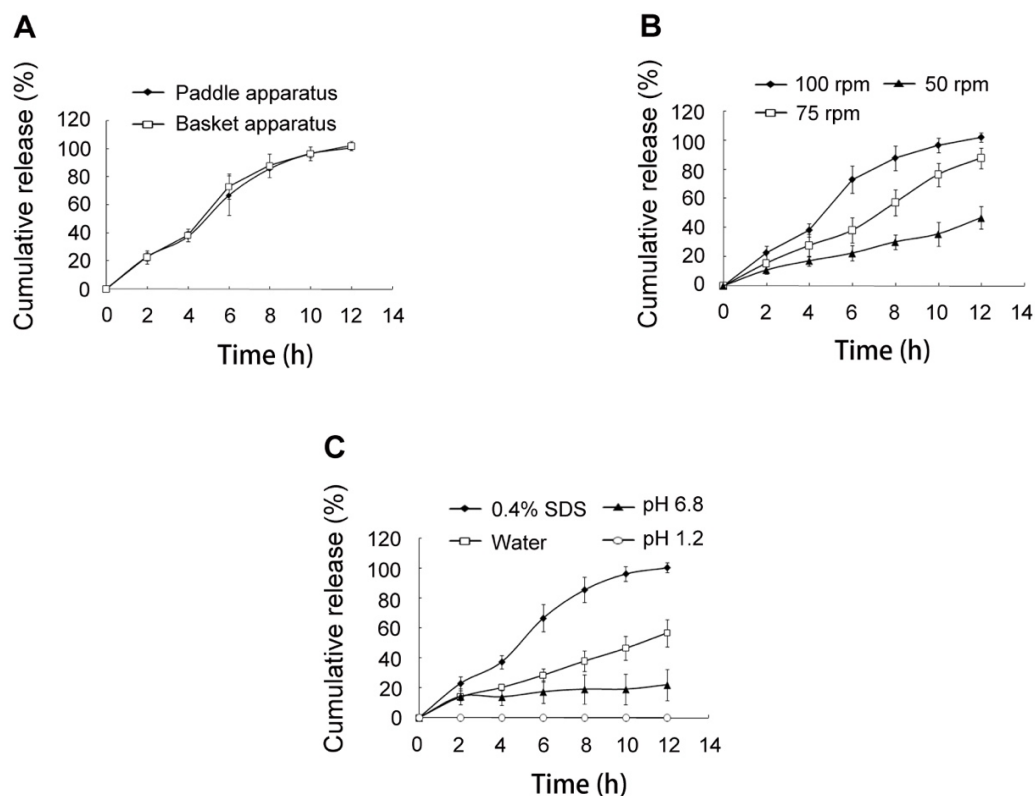 A
Cumulative release (%)
Paddle apparatus
Basket apparatus
120
100
80
60
40
20
0
0 2 4 6 8 10 12 14
Time (h)
B
Cumulative release (%)
100 rpm 50 rpm
75 rpm
120
100
80
60
40
20
0
0 2 4 6 8 10 12 14
Time (h)
C
Cumulative release (%)
0.4% SDS pH 6.8
Water pH 1.2
120
100
80
60
40
20
0
0 2 4 6 8 10 12 14
Time (h)